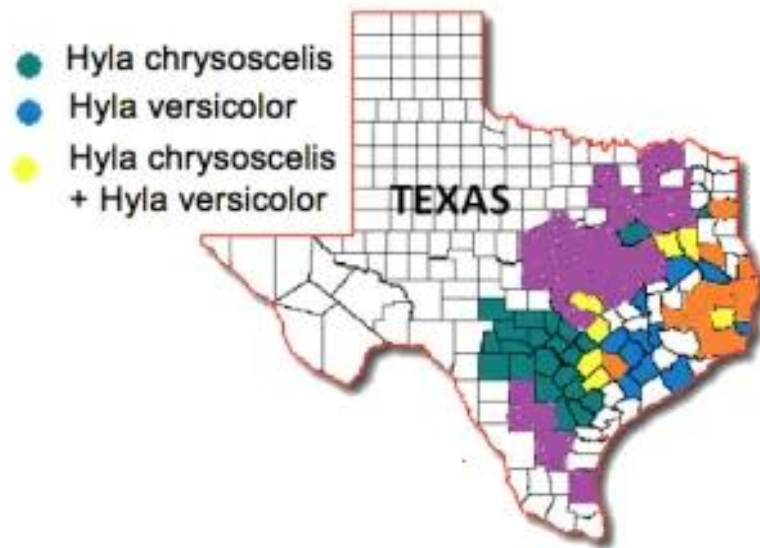 Hyla chrysoscelis
Hyla versicolor
Hyla chrysoscelis
+ Hyla versicolor
TEXAS